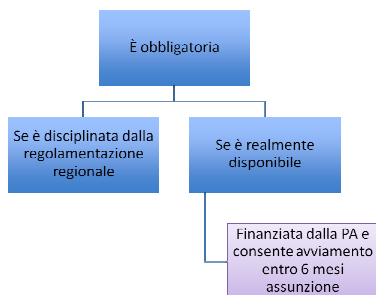 È obbligatoria
Se è disciplinata dalla
regolamentazione
regionale
Se è realmente
disponibile
Finanziata dalla PA e
consente avviamento
entro 6 mesi
assunzione